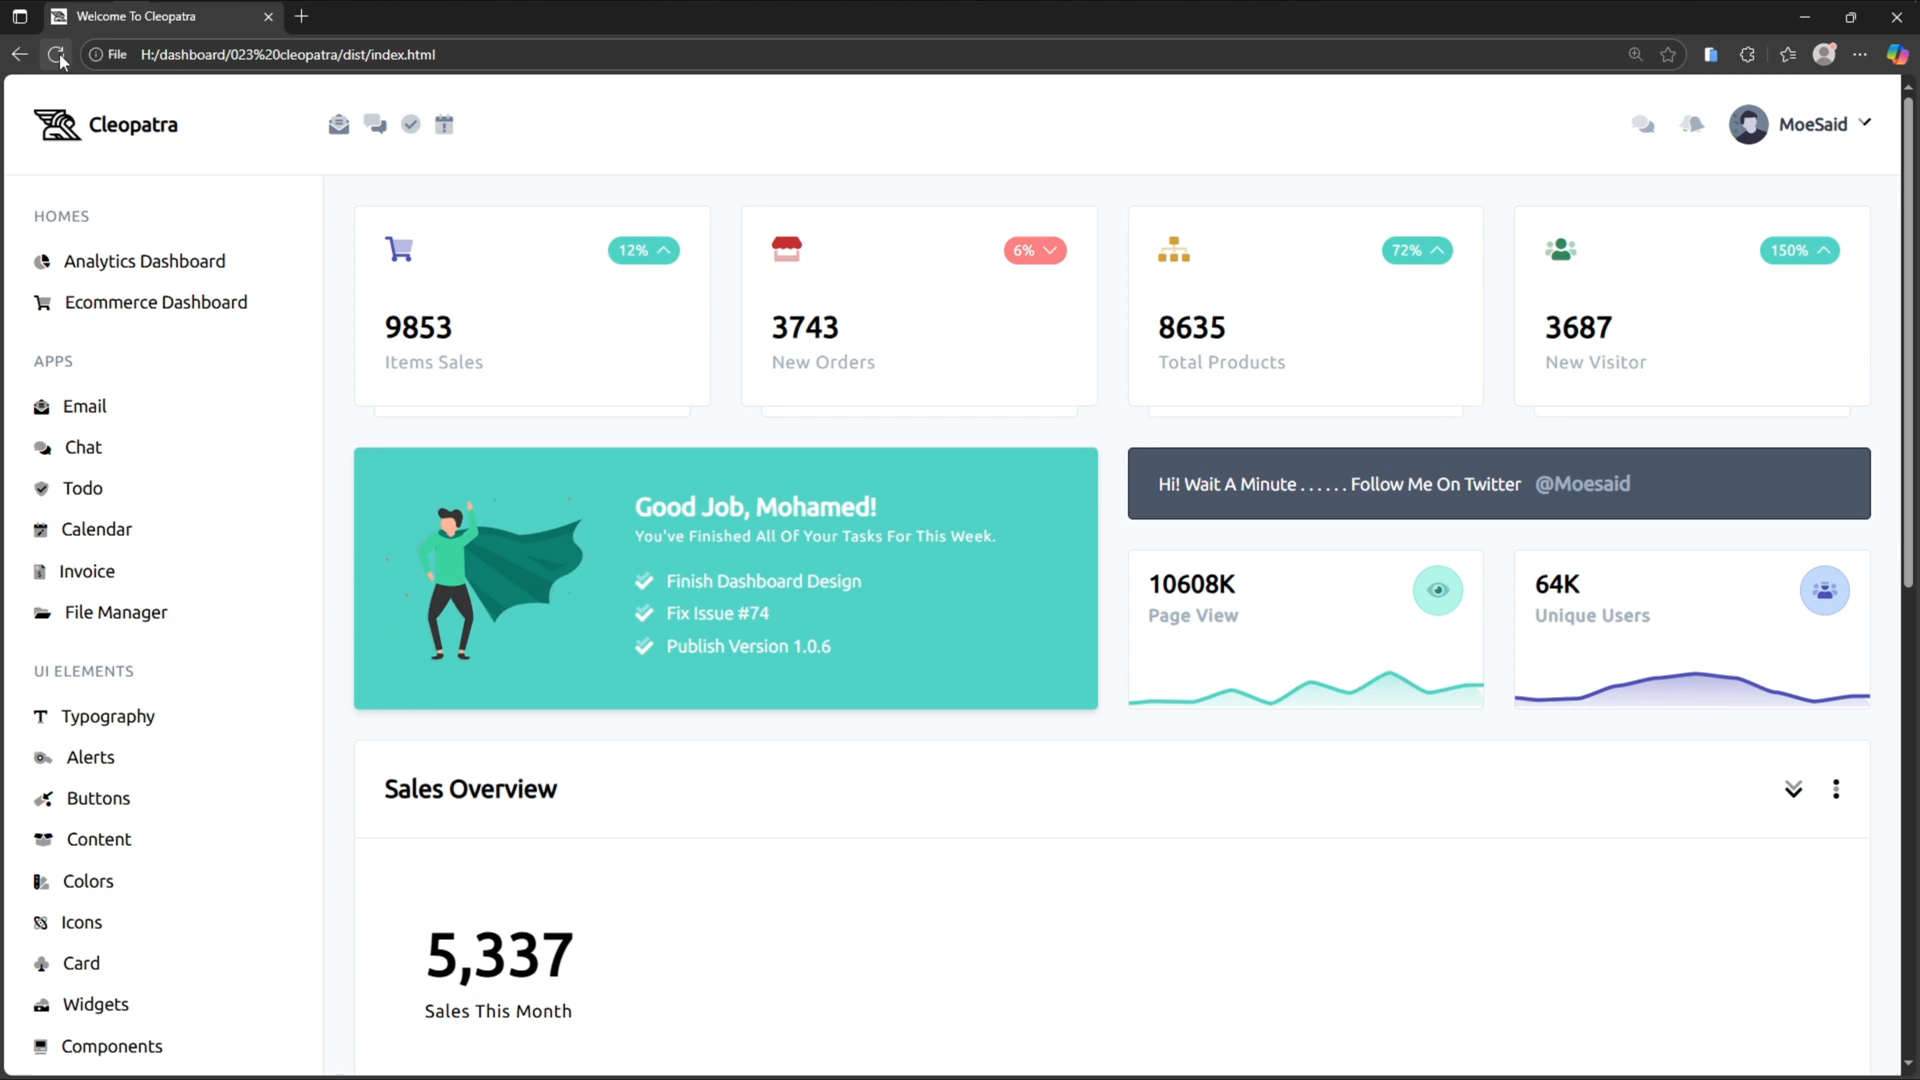 Welcome To Cleopatra
File H:/dashboard/023%20cleopatra/dist/index.html
Cleopatra
MoeSaid
HOMES
Analytics Dashboard
Ecommerce Dashboard
APPS
Email
Chat
Todo
Calendar
Invoice
File Manager
UI ELEMENTS
Typography
Alerts
Buttons
Content
Colors
Icons
Card
Widgets
Components
12%
9853
Items Sales
6%
3743
New Orders
72%
8635
Total Products
150%
3687
New Visitor
Good Job, Mohamed!
You've Finished All Of Your Tasks For This Week.
Finish Dashboard Design
Fix Issue #74
Publish Version 1.0.6
Hi! Wait A Minute . . . . . . Follow Me On Twitter @Moesaid
10608K
Page View
64K
Unique Users
Sales Overview
5,337
Sales This Month